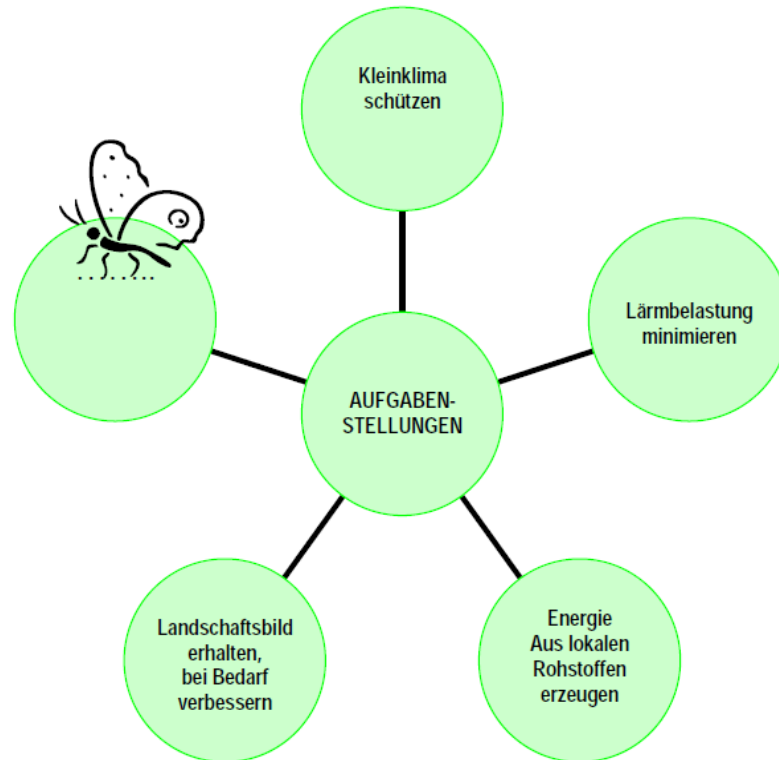 Kleinklima
schützen
Lärmbelastung
minimieren
AUFGABEN-
STELLUNGEN
Landschaftsbild
erhalten,
bei Bedarf
verbessern
Energie
Aus lokalen
Rohstoffen
erzeugen